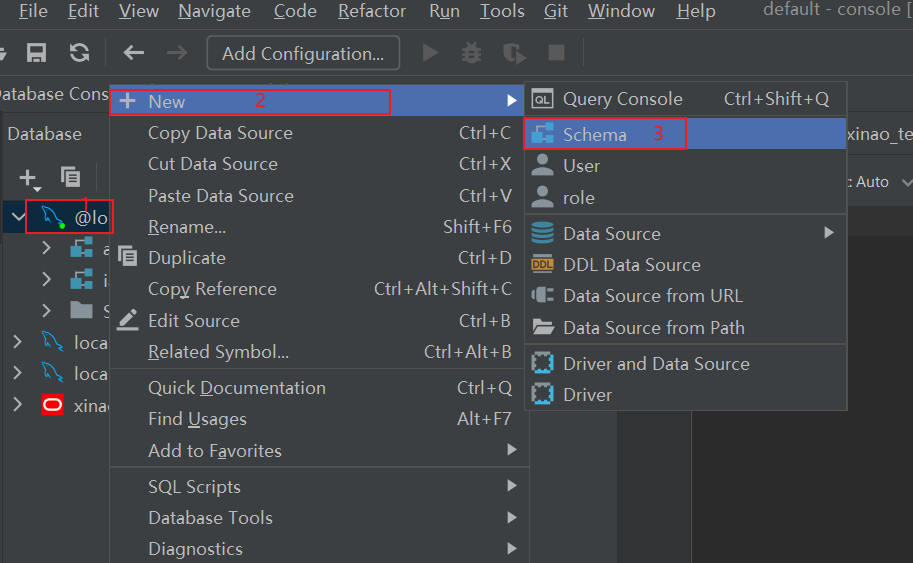 File Edit View Navigate Code Refactor Run Tools Git Window Help default - console [
Add Configuration...
Database Cons
Database
1
@loc
loca
loca
xinao
2
New
Copy Data Source Ctrl+C
Cut Data Source Ctrl+X
Paste Data Source Ctrl+V
Rename... Shift+F6
Duplicate Ctrl+D
Copy Reference Ctrl+Alt+Shift+C
Edit Source Ctrl+B
Related Symbol... Ctrl+Alt+B
Quick Documentation Ctrl+Q
Find Usages Alt+F7
Add to Favorites
SQL Scripts
Database Tools
Diagnostics
QL Query Console Ctrl+Shift+Q
Schema 3
User
role
Data Source
DDL DDL Data Source
Data Source from URL
Data Source from Path
Driver and Data Source
Driver
xinao_te
: Auto